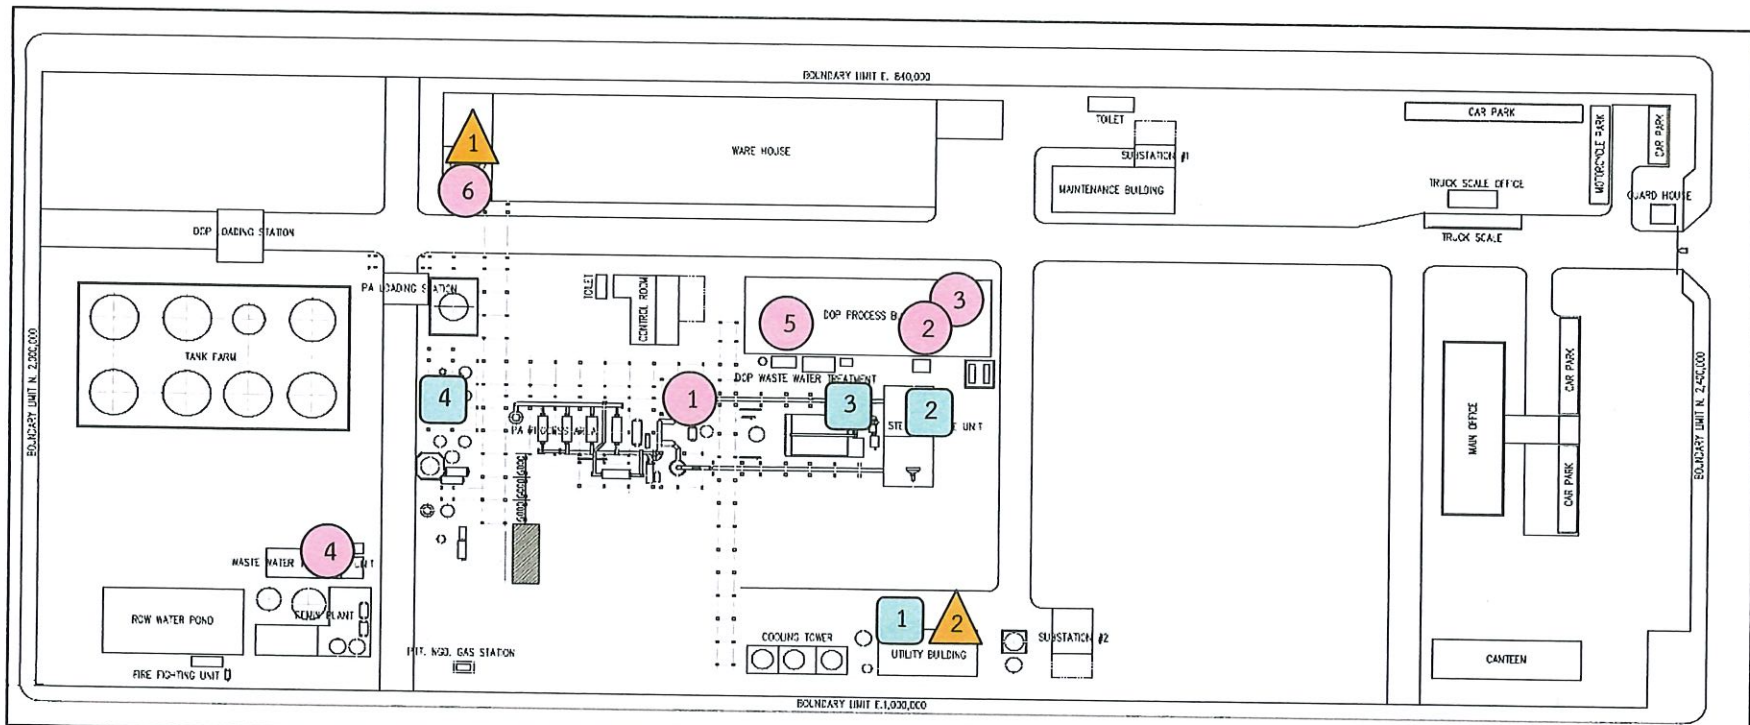 BOUNDARY LIMIT E. 840,000
CAR PARK
TOILET
MOTORCYCLE PARK
CAR PARK
1
WARE HOUSE
SUBSTATION #1
6
MAINTENANCE BUILDING
TRUCK SCALE OFFICE
GUARD HOUSE
DOP LOADING STATION
TRUCK SCALE
PA LOADING STATION
TOILET
CONTROL ROOM
3
5
DOP PROCESS B
2
BOUNDARY LIMIT N. 2,000,000
TANK FARM
CAR PARK
BOUNDARY LIMIT N. 2,400,000
DOP WASTE WATER TREATMENT
4
1
3
2
MAIN OFFICE
PA PROCESS AREA
UNIT
CAR PARK
4
WASTE WATER
UNIT
ROW WATER POND
PLANT
1
2
COOLING TOWER
SUBSTATION #2
NGD. GAS STATION
UTILITY BUILDING
CANTEEN
FIRE FIGHTING UNIT
BOUNDARY LIMIT E.1,000,000